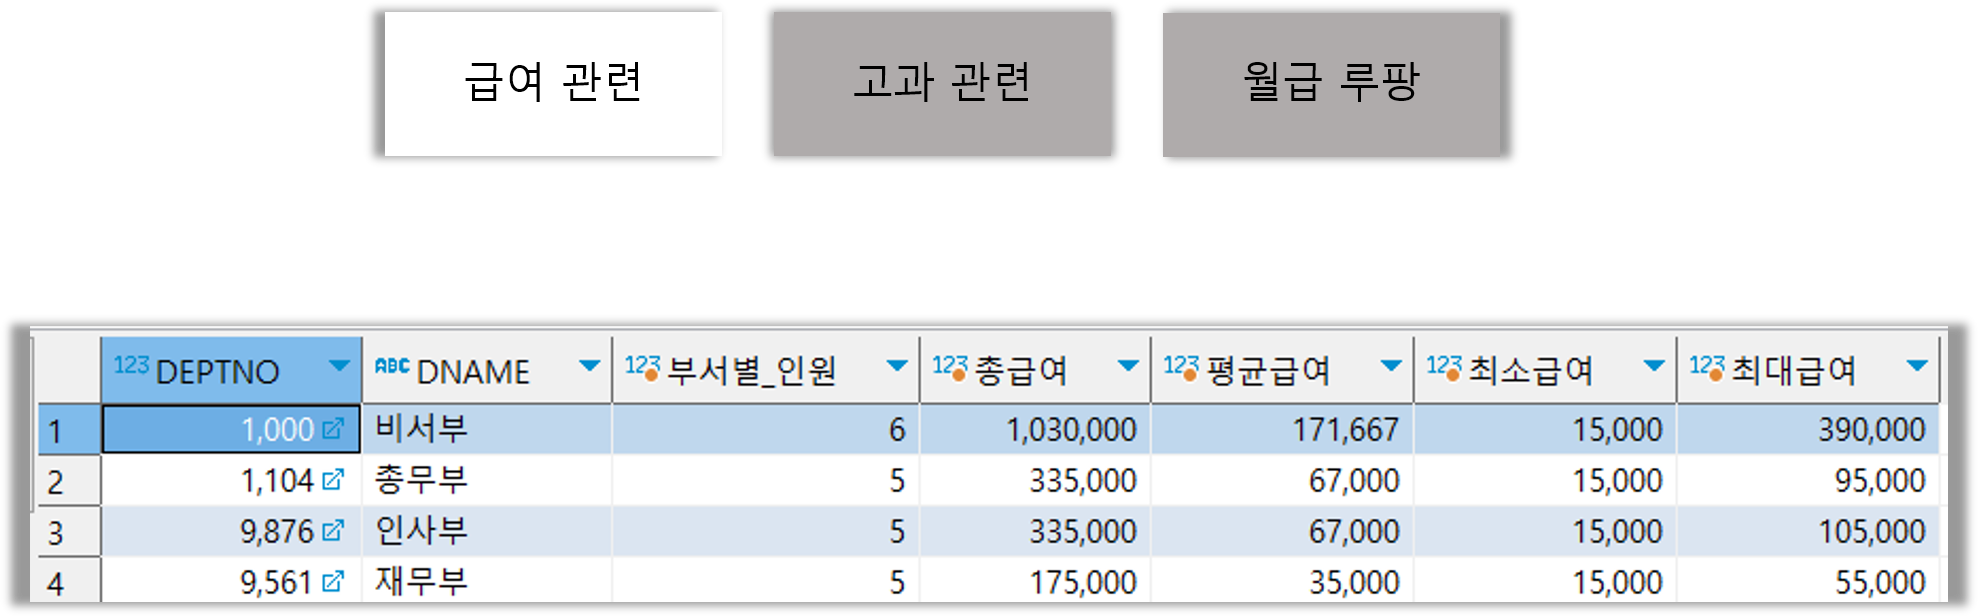 급여 관련 고과 관련 월급 루팡
123 DEPTNO ABC DNAME 123 부서별_인원 123 총급여 123 평균급여 123 최소급여 123 최대급여
1 1,000 비서부 6 1,030,000 171,667 15,000 390,000
2 1,104 총무부 5 335,000 67,000 15,000 95,000
3 9,876 인사부 5 335,000 67,000 15,000 105,000
4 9,561 재무부 5 175,000 35,000 15,000 55,000